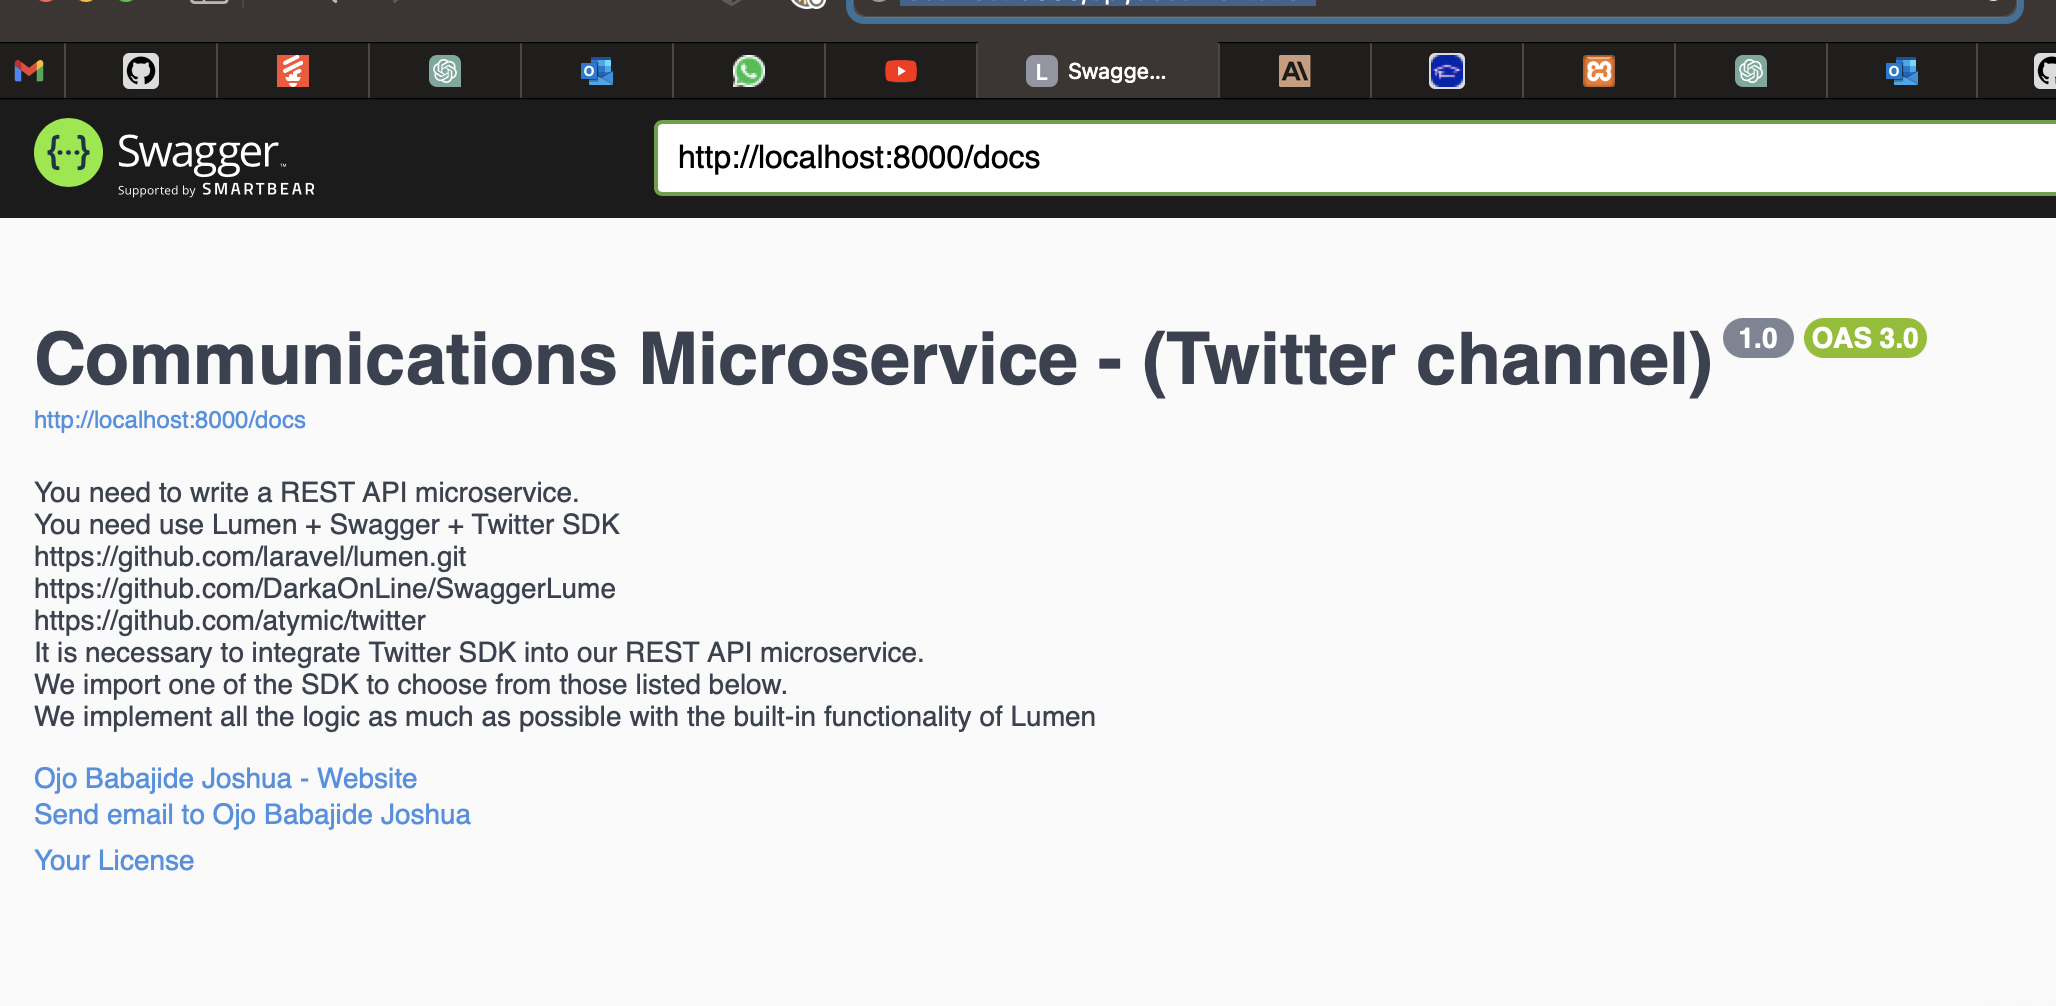 L Swagge...
{...} Swagger™
Supported by SMARTBEAR
http://localhost:8000/docs
Communications Microservice - (Twitter channel) 1.0 OAS 3.0
http://localhost:8000/docs
You need to write a REST API microservice.
You need use Lumen + Swagger + Twitter SDK
https://github.com/laravel/lumen.git
https://github.com/DarkaOnLine/SwaggerLume
https://github.com/atymic/twitter
It is necessary to integrate Twitter SDK into our REST API microservice.
We import one of the SDK to choose from those listed below.
We implement all the logic as much as possible with the built-in functionality of Lumen
Ojo Babajide Joshua - Website
Send email to Ojo Babajide Joshua
Your License